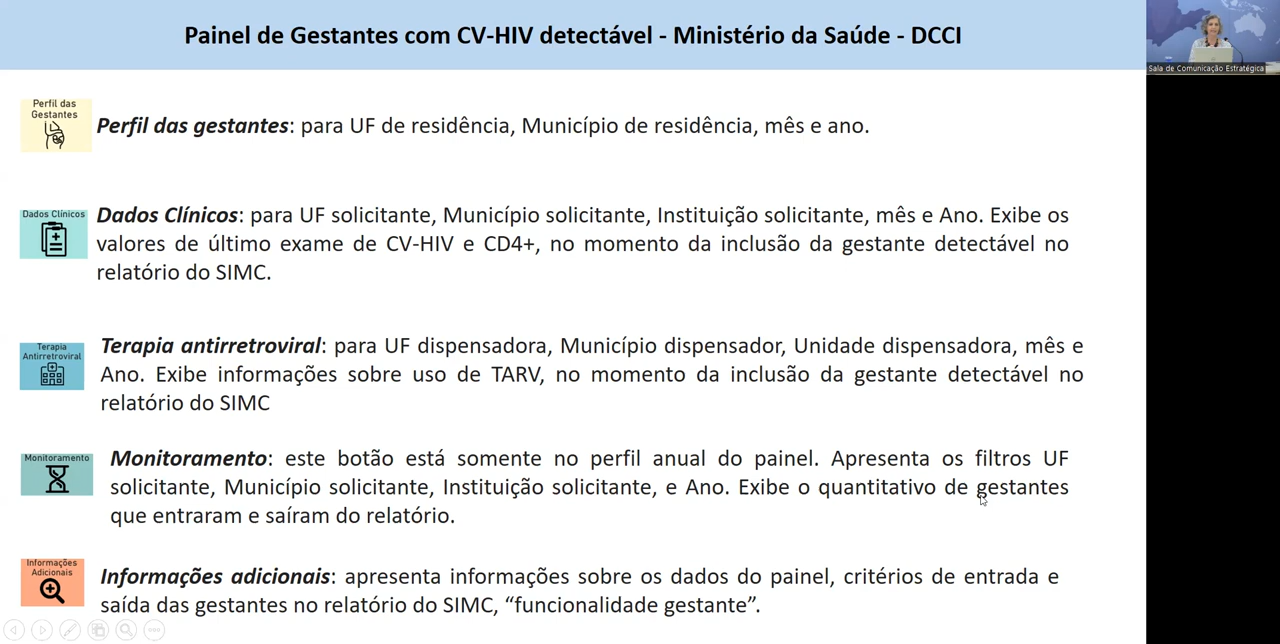 Painel de Gestantes com CV-HIV detectável - Ministério da Saúde - DCCI
Sala de Comunicação Estratégica
Perfil das
Gestantes
Perfil das gestantes: para UF de residência, Município de residência, mês e ano.
Dados Clínicos
Dados Clínicos: para UF solicitante, Município solicitante, Instituição solicitante, mês e Ano. Exibe os
valores de último exame de CV-HIV e CD4+, no momento da inclusão da gestante detectável no
relatório do SIMC.
Terapia
Antirretroviral
Terapia antirretroviral: para UF dispensadora, Município dispensador, Unidade dispensadora, mês e
Ano. Exibe informações sobre uso de TARV, no momento da inclusão da gestante detectável no
relatório do SIMC
Monitoramento
Monitoramento: este botão está somente no perfil anual do painel. Apresenta os filtros UF
solicitante, Município solicitante, Instituição solicitante, e Ano. Exibe o quantitativo de gestantes
que entraram e saíram do relatório.
Informações
Adicionais
Informações adicionais: apresenta informações sobre os dados do painel, critérios de entrada e
saída das gestantes no relatório do SIMC, “funcionalidade gestante”.